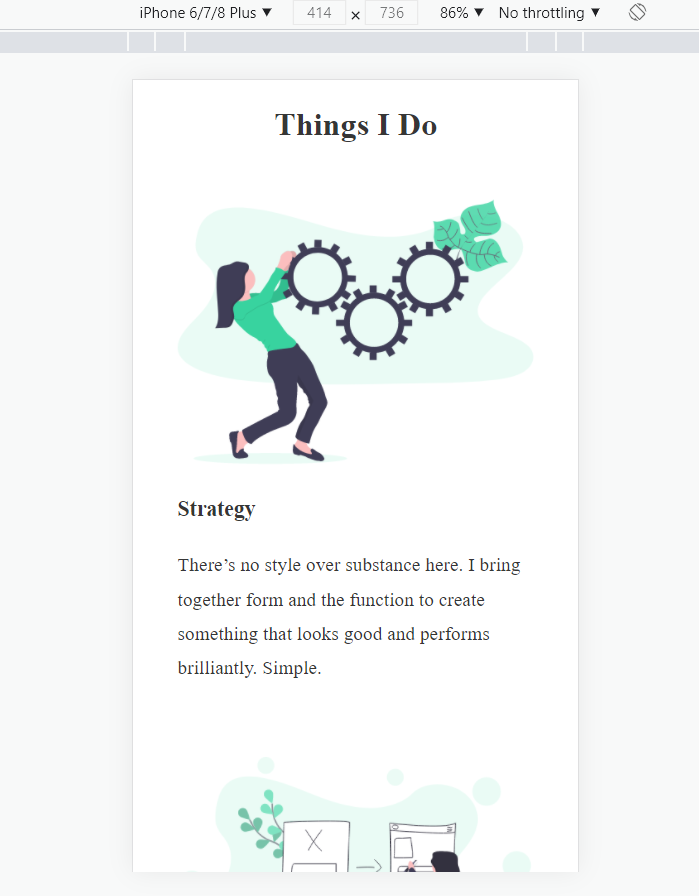 iPhone 6/7/8 Plus ▼ 414 × 736 86% ▼ No throttling ▼
Things I Do
Strategy
There’s no style over substance here. I bring
together form and the function to create
something that looks good and performs
brilliantly. Simple.